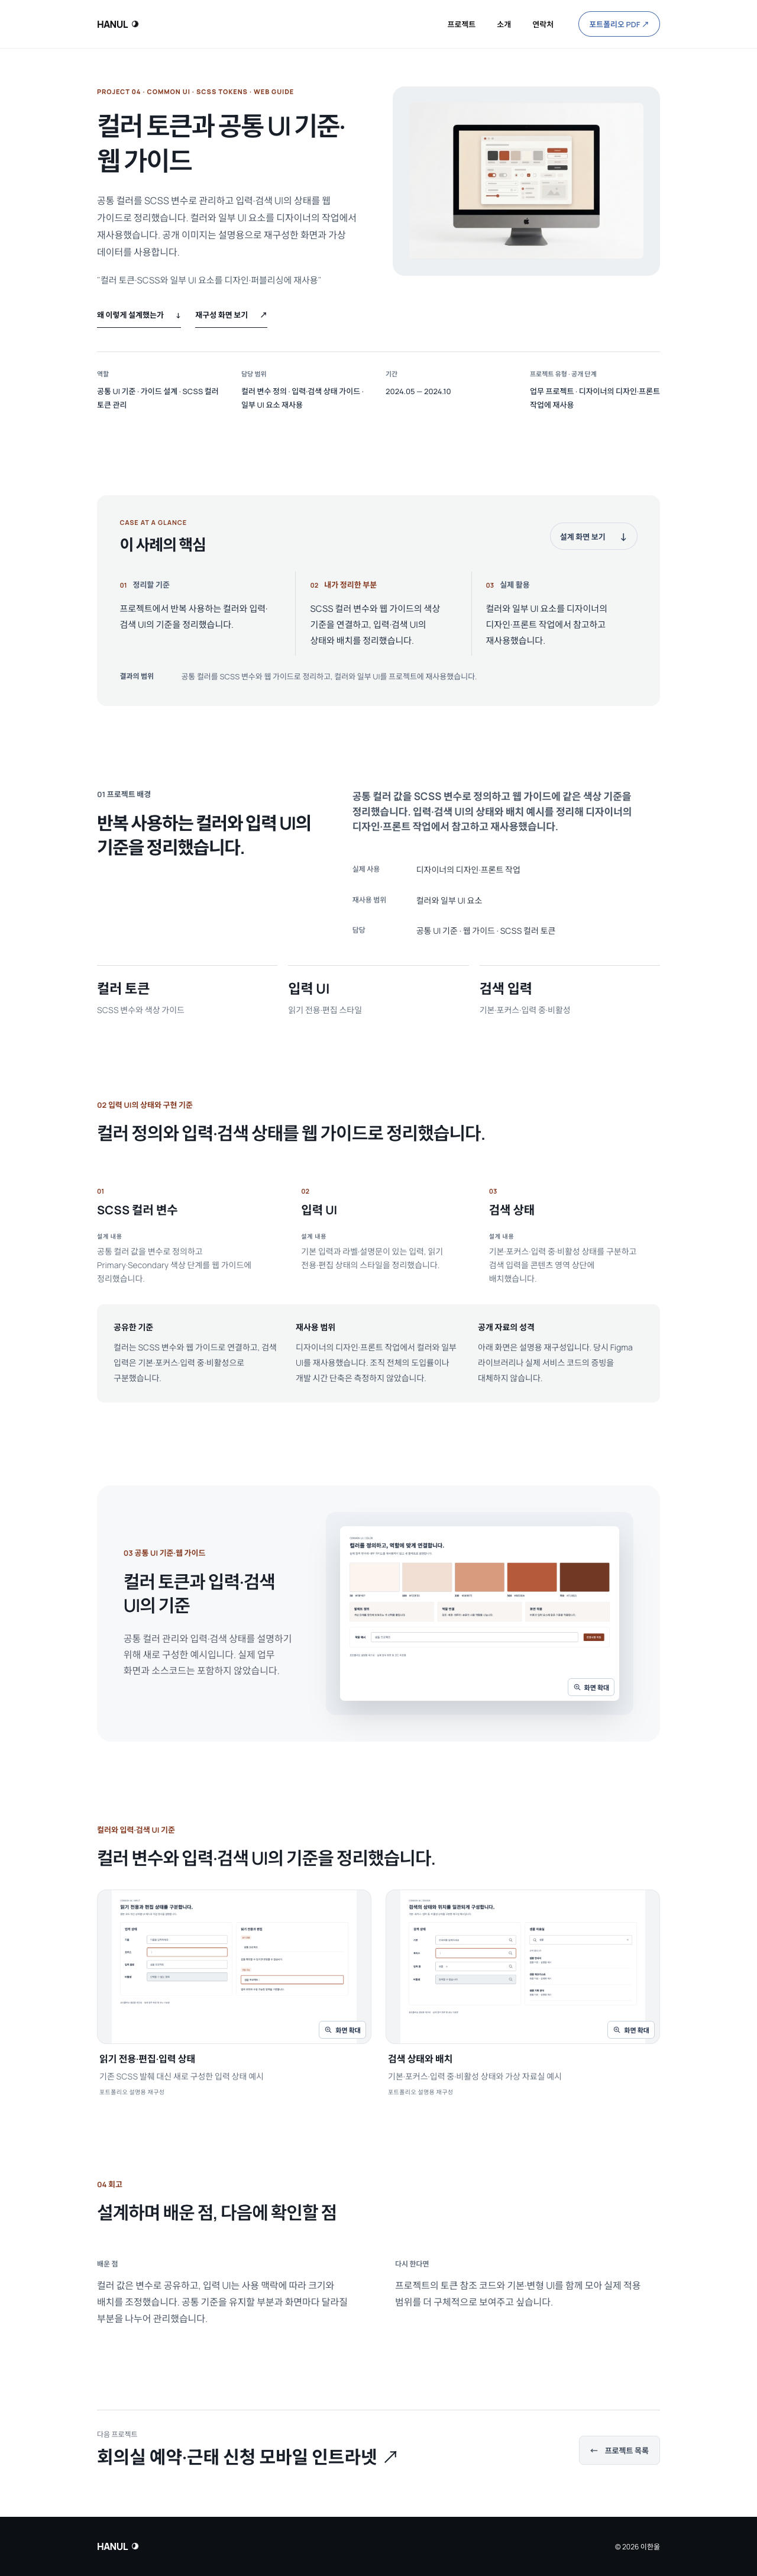 HANUL
프로젝트 소개 연락처 포트폴리오 PDF ↗
PROJECT 04 · COMMON UI · SCSS TOKENS · WEB GUIDE
컬러 토큰과 공통 UI 기준·
웹 가이드
공통 컬러를 SCSS 변수로 관리하고 입력·검색 UI의 상태를 웹
가이드로 정리했습니다. 컬러와 일부 UI 요소를 디자이너의 작업에서
재사용했습니다. 공개 이미지는 설명용으로 재구성한 화면과 가상
데이터를 사용합니다.
"컬러 토큰·SCSS와 일부 UI 요소를 디자인·퍼블리싱에 재사용"
왜 이렇게 설계했는가 ↓
재구성 화면 보기 ↗
역할
공통 UI 기준 · 가이드 설계 · SCSS 컬러
토큰 관리
담당 범위
컬러 변수 정의 · 입력·검색 상태 가이드 ·
일부 UI 요소 재사용
기간
2024.05 — 2024.10
프로젝트 유형 · 공개 단계
업무 프로젝트 · 디자이너의 디자인·프론트
작업에 재사용
CASE AT A GLANCE
이 사례의 핵심
설계 화면 보기 ↓
01 정리할 기준
프로젝트에서 반복 사용하는 컬러와 입력·
검색 UI의 기준을 정리했습니다.
02 내가 정리한 부분
SCSS 컬러 변수와 웹 가이드의 색상
기준을 연결하고, 입력·검색 UI의
상태와 배치를 정리했습니다.
03 실제 활용
컬러와 일부 UI 요소를 디자이너의
디자인·프론트 작업에서 참고하고
재사용했습니다.
결과의 범위 공통 컬러를 SCSS 변수와 웹 가이드로 정리하고, 컬러와 일부 UI를 프로젝트에 재사용했습니다.
01 프로젝트 배경
반복 사용하는 컬러와 입력 UI의
기준을 정리했습니다.
공통 컬러 값을 SCSS 변수로 정의하고 웹 가이드에 같은 색상 기준을
정리했습니다. 입력·검색 UI의 상태와 배치 예시를 정리해 디자이너의
디자인·프론트 작업에서 참고하고 재사용했습니다.
실제 사용 디자이너의 디자인·프론트 작업
재사용 범위 컬러와 일부 UI 요소
담당 공통 UI 기준 · 웹 가이드 · SCSS 컬러 토큰
컬러 토큰
SCSS 변수와 색상 가이드
입력 UI
읽기 전용·편집 스타일
검색 입력
기본·포커스·입력 중·비활성
02 입력 UI의 상태와 구현 기준
컬러 정의와 입력·검색 상태를 웹 가이드로 정리했습니다.
01
SCSS 컬러 변수
설계 내용
공통 컬러 값을 변수로 정의하고
Primary·Secondary 색상 단계를 웹 가이드에
정리했습니다.
02
입력 UI
설계 내용
기본 입력과 라벨·설명문이 있는 입력, 읽기
전용·편집 상태의 스타일을 정리했습니다.
03
검색 상태
설계 내용
기본·포커스·입력 중·비활성 상태를 구분하고
검색 입력을 콘텐츠 영역 상단에
배치했습니다.
공유한 기준
컬러는 SCSS 변수와 웹 가이드로 연결하고, 검색
입력은 기본·포커스·입력 중·비활성으로
구분했습니다.
재사용 범위
디자이너의 디자인·프론트 작업에서 컬러와 일부
UI를 재사용했습니다. 조직 전체의 도입률이나
개발 시간 단축은 측정하지 않았습니다.
공개 자료의 성격
아래 화면은 설명용 재구성입니다. 당시 Figma
라이브러리나 실제 서비스 코드의 증빙을
대체하지 않습니다.
03 공통 UI 기준·웹 가이드
컬러 토큰과 입력·검색
UI의 기준
공통 컬러 관리와 입력·검색 상태를 설명하기
위해 새로 구성한 예시입니다. 실제 업무
화면과 소스코드는 포함하지 않았습니다.
컬러를 정의하고, 역할에 맞게 연결합니다.
화면 확대
컬러와 입력·검색 UI 기준
컬러 변수와 입력·검색 UI의 기준을 정리했습니다.
읽기 전용과 편집 상태를 구분합니다.
화면 확대
읽기 전용·편집·입력 상태
기존 SCSS 발췌 대신 새로 구성한 입력 상태 예시
포트폴리오 설명용 재구성
검색의 상태와 위치를 일관되게 구성합니다.
화면 확대
검색 상태와 배치
기본·포커스·입력 중·비활성 상태와 가상 자료실 예시
포트폴리오 설명용 재구성
04 회고
설계하며 배운 점, 다음에 확인할 점
배운 점
컬러 값은 변수로 공유하고, 입력 UI는 사용 맥락에 따라 크기와
배치를 조정했습니다. 공통 기준을 유지할 부분과 화면마다 달라질
부분을 나누어 관리했습니다.
다시 한다면
프로젝트의 토큰 참조 코드와 기본·변형 UI를 함께 모아 실제 적용
범위를 더 구체적으로 보여주고 싶습니다.
다음 프로젝트
회의실 예약·근태 신청 모바일 인트라넷 ↗
← 프로젝트 목록
HANUL
© 2026 이한울